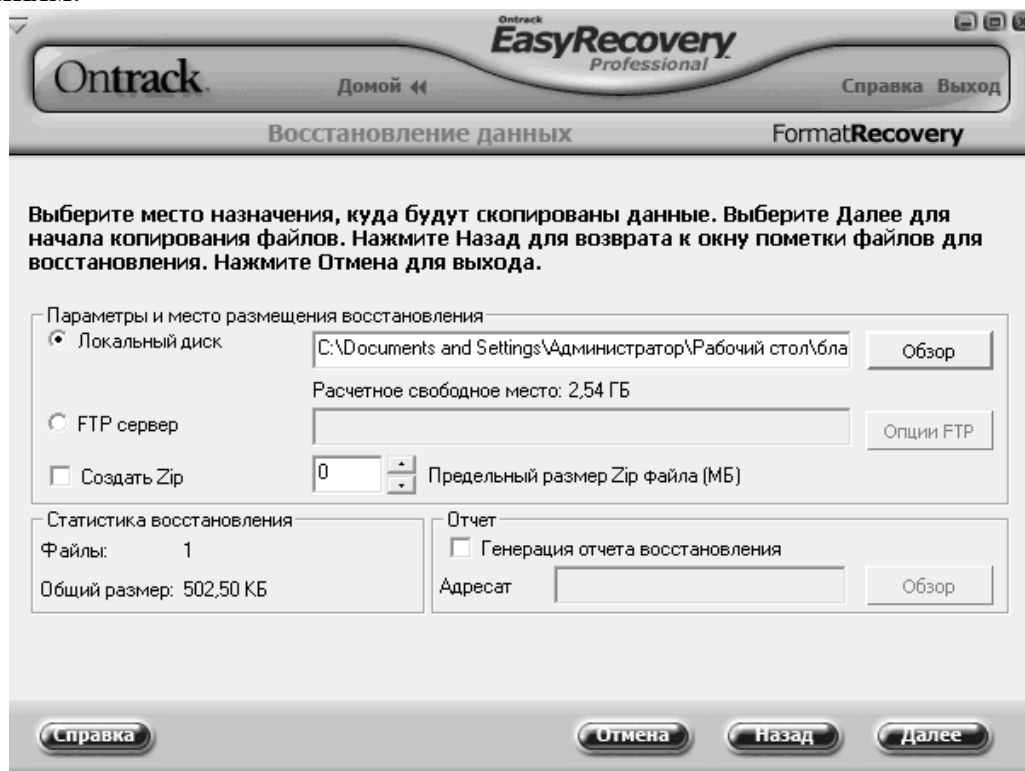 Ontrack
EasyRecovery
Professional
Ontrack.
Домой
Справка Выход
Восстановление данных
FormatRecovery
Выберите место назначения, куда будут скопированы данные. Выберите Далее для
начала копирования файлов. Нажмите Назад для возврата к окну пометки файлов для
восстановления. Нажмите Отмена для выхода.
Параметры и место размещения восстановления
Локальный диск
C:\Documents and Settings\Администратор\Рабочий стол\бла
Обзор
Расчетное свободное место: 2,54 ГБ
FTP сервер
Опции FTP
Создать Zip
0
Предельный размер Zip файла (МБ)
Статистика восстановления
Файлы: 1
Общий размер: 502,50 КБ
Отчет
Генерация отчета восстановления
Адресат
Обзор
Справка
Отмена
Назад
Далее